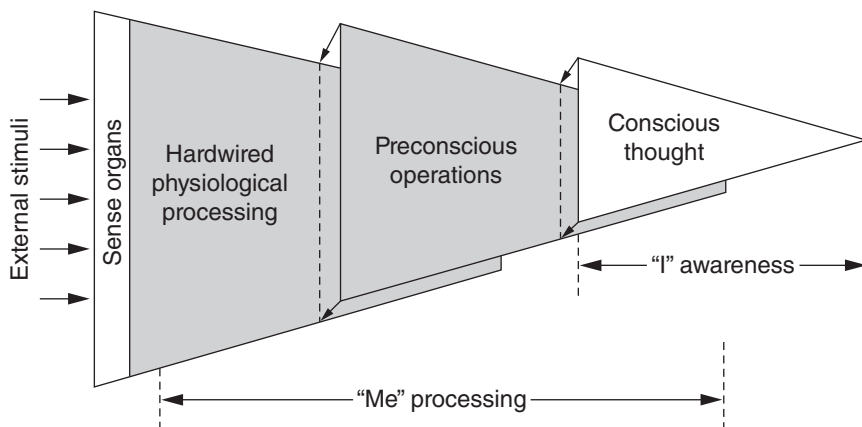 External stimuli
Sense organs
Hardwired
physiological
processing
Preconscious
operations
Conscious
thought
“I” awareness
“Me” processing